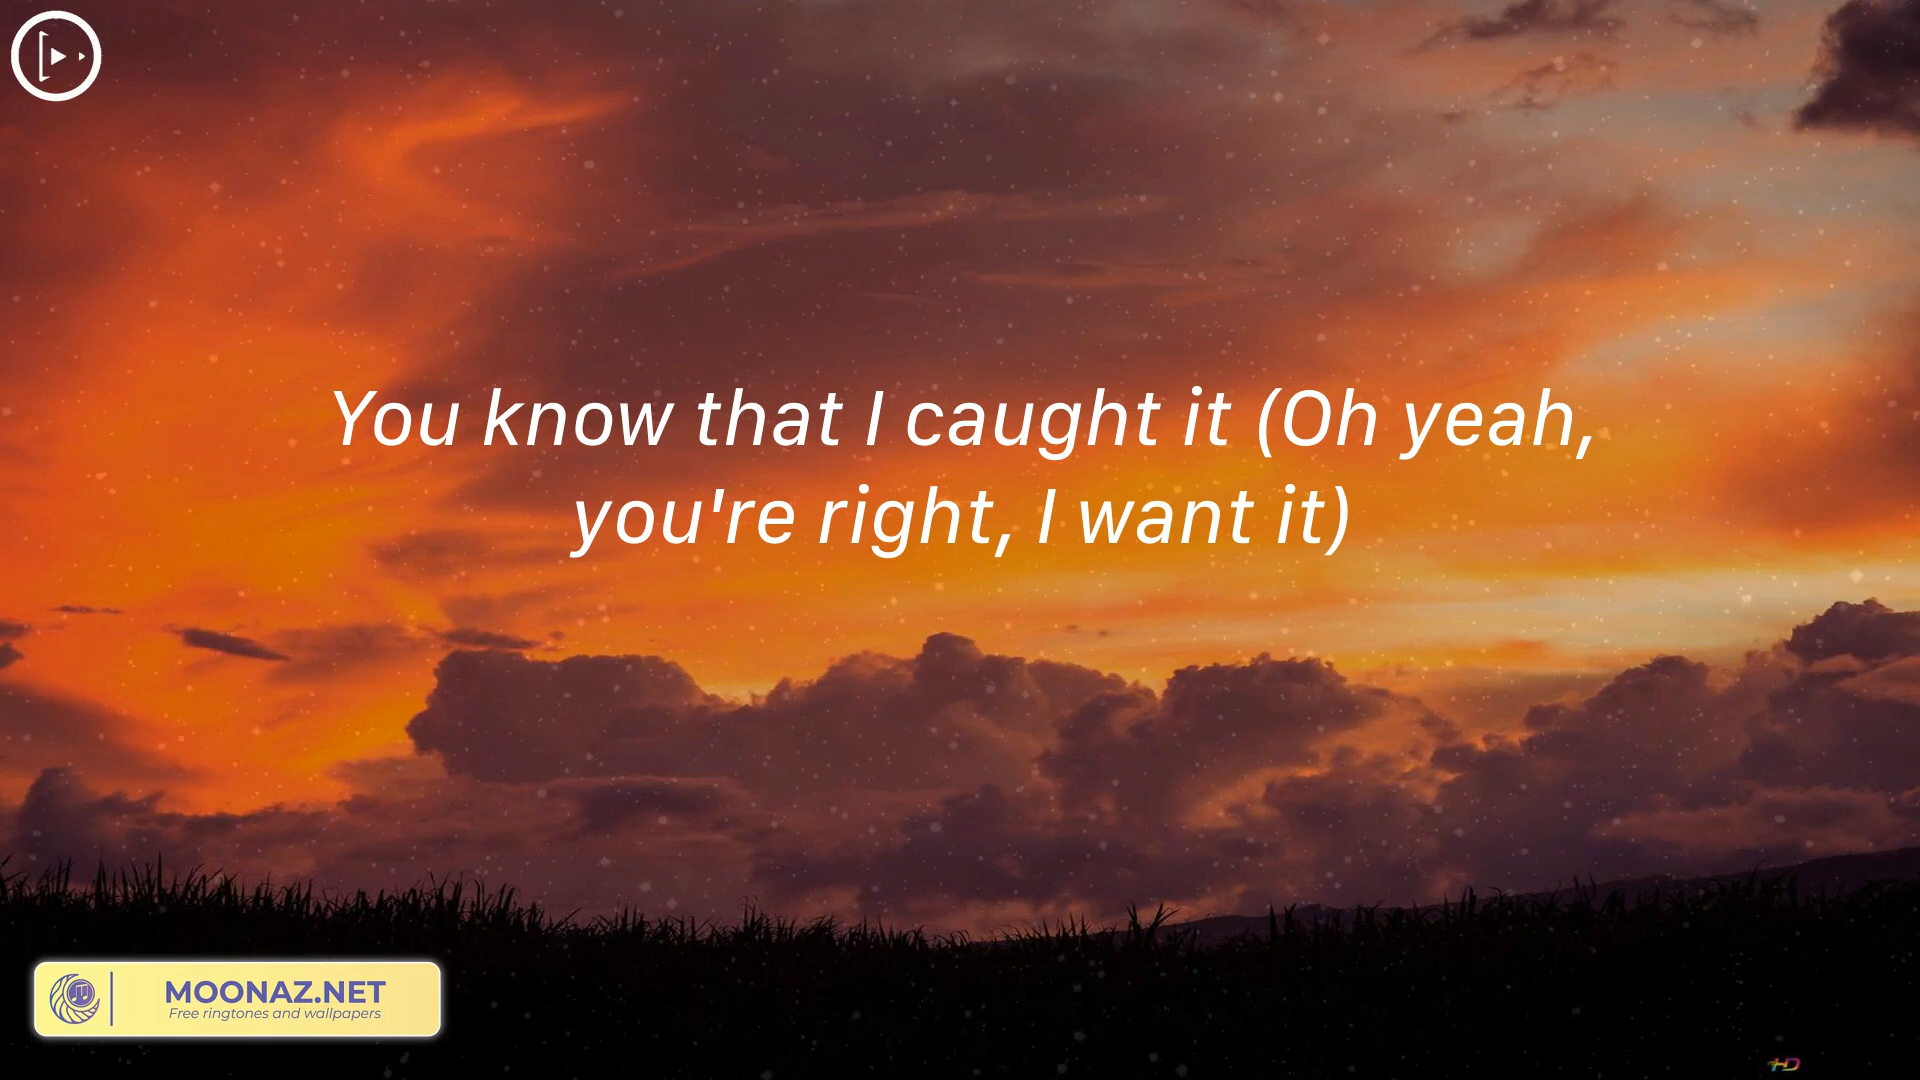 You know that I caught it (Oh yeah,
you're right, I want it)
MOONAZ.NET
Free ringtones and wallpapers
HD